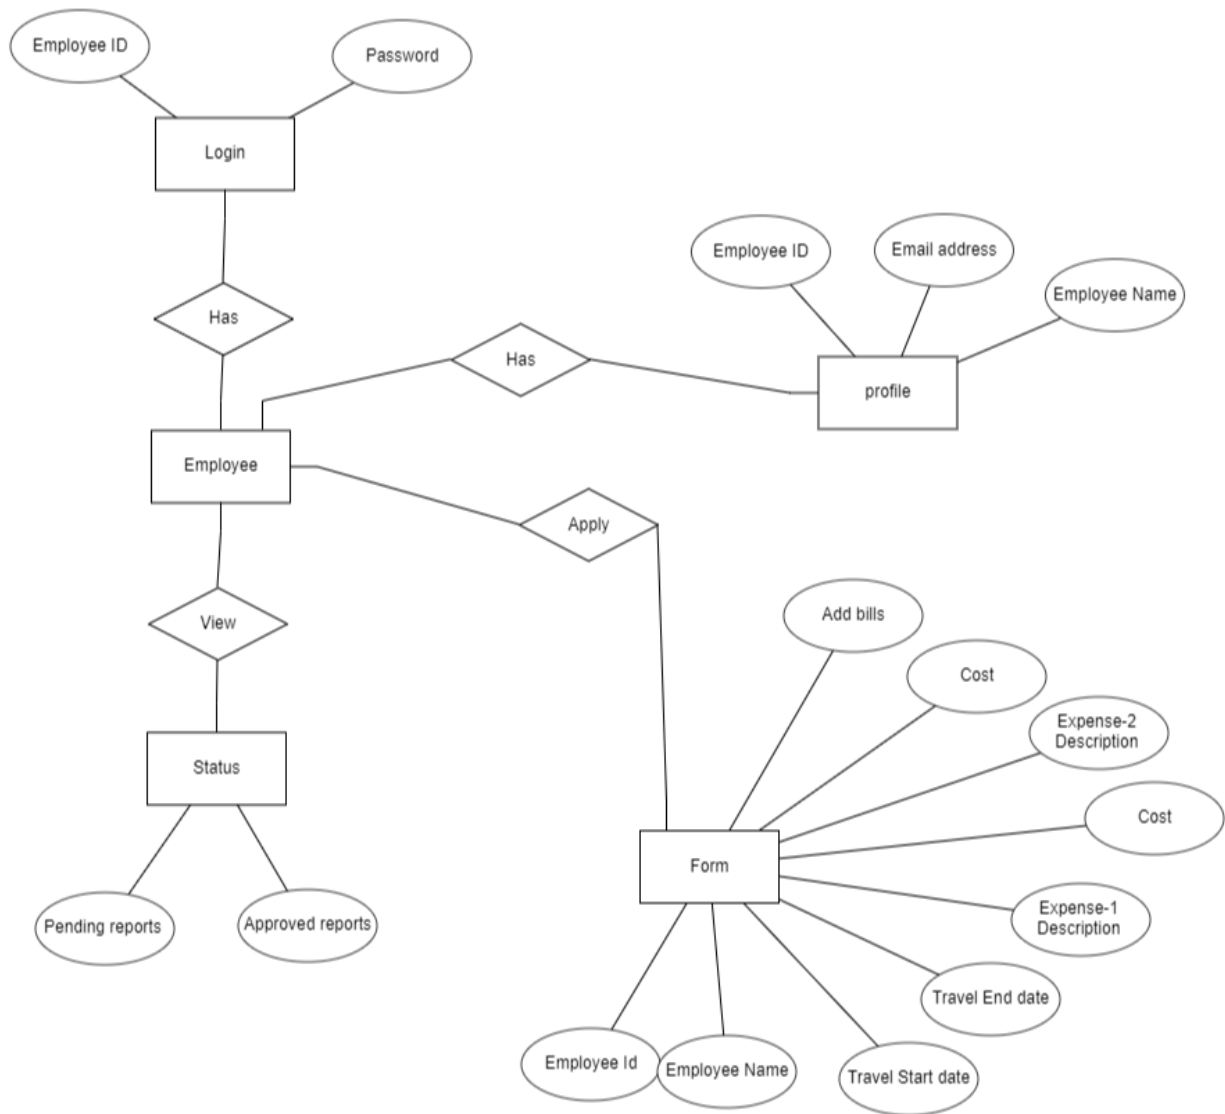 Employee ID
Password
Login
Employee ID
Email address
Employee Name
Has
Has
profile
Employee
Apply
Add bills
View
Cost
Expense-2
Description
Status
Cost
Form
Pending reports
Approved reports
Expense-1
Description
Travel End date
Employee Id
Employee Name
Travel Start date